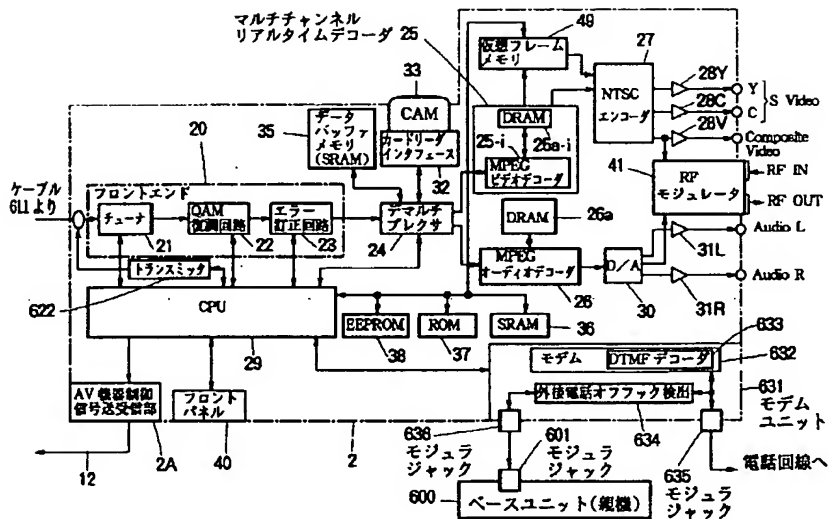 マルチチャンネル
リアルタイムデコーダ 25
49
仮想フレーム
メモリ
27
NTSC
エンコーダ
28Y
Y
28C
C
S Video
28V
Composite
Video
33
CAM
カードリーダ
インタフェース
32
35
データ
バッファ
メモリ
(SRAM)
DRAM
25-i
26a-i
MPEG
ビデオデコーダ
41
RF
モジュレータ
RF IN
RF OUT
20
ケーブル
611より
フロントエンド
チューナ
21
QAM
復調回路
22
エラー
訂正回路
23
デマルチ
プレクサ
24
DRAM
26a
MPEG
オーディオデコーダ
26
D/A
30
31L
Audio L
31R
Audio R
トランスミッタ
622
CPU
29
EEPROM
38
ROM
37
SRAM
36
633
モデム
DTMFデコーダ
632
外線電話オフフック検出
634
631
モデム
ユニット
AV機器制御
信号送受信部
2A
フロント
パネル
40
12
2
636
モジュラ
ジャック
601
モジュラ
ジャック
635
モジュラ
ジャック
電話回線へ
600
ベースユニット(親機)